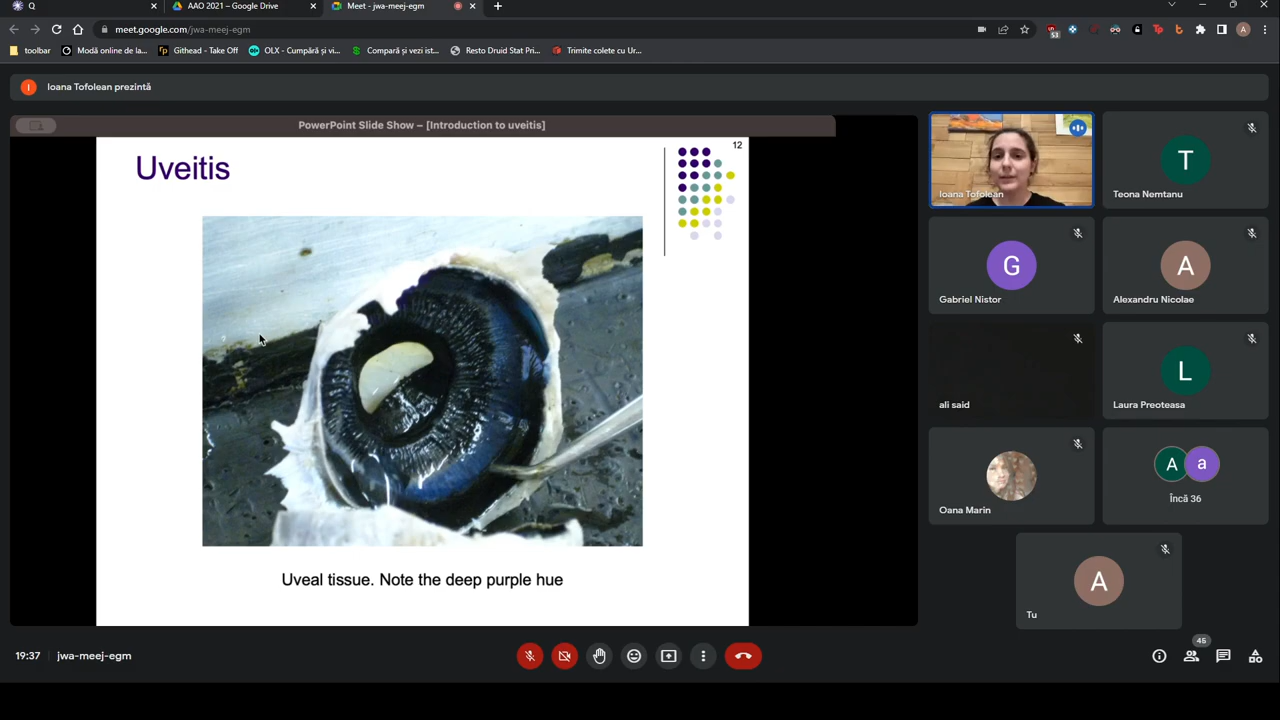 Q
AAO 2021 – Google Drive
Meet - jwa-meej-egm
meet.google.com/jwa-meej-egm
53
A
toolbar
Modă online de la...
Githead - Take Off
OLX - Cumpără și vi...
Compară și vezi ist...
Resto Druid Stat Pri...
Trimite colete cu Ur...
I
Ioana Tofolean prezintă
PowerPoint Slide Show – [Introduction to uveitis]
12
Uveitis
Uveal tissue. Note the deep purple hue
Ioana Tofolean
T
Teona Nemtanu
G
Gabriel Nistor
A
Alexandru Nicolae
ali said
L
Laura Preoteasa
Oana Marin
A a
Încă 36
A
Tu
19:37
jwa-meej-egm
45